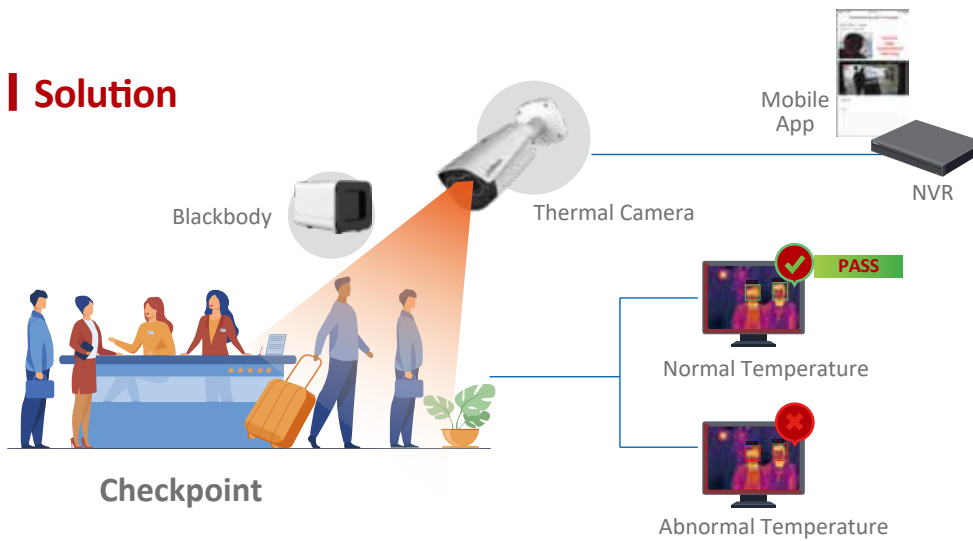 Solution
Mobile
App
NVR
Blackbody
Thermal Camera
PASS
Normal Temperature
Checkpoint
Abnormal Temperature